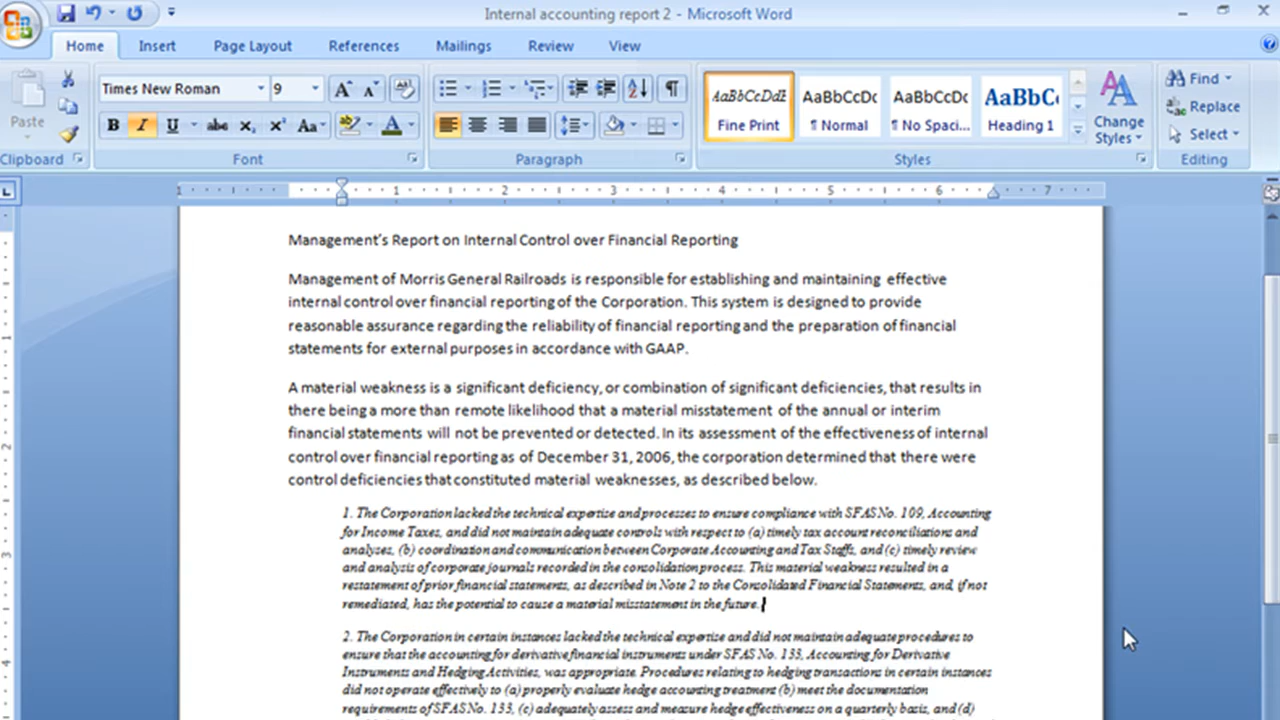 Internal accounting report 2 - Microsoft Word
Home Insert Page Layout References Mailings Review View
Paste
Clipboard
Times New Roman 9
B I U abc x₂ x² Aa
Font
Paragraph
AaBbCcDdE AaBbCcDc AaBbCcDc AaBbC
Fine Print ¶ Normal ¶ No Spaci... Heading 1
Change
Styles
Styles
Find
Replace
Select
Editing
1 1 2 3 4 5 6 7
Management's Report on Internal Control over Financial Reporting
Management of Morris General Railroads is responsible for establishing and maintaining effective
internal control over financial reporting of the Corporation. This system is designed to provide
reasonable assurance regarding the reliability of financial reporting and the preparation of financial
statements for external purposes in accordance with GAAP.
A material weakness is a significant deficiency, or combination of significant deficiencies, that results in
there being a more than remote likelihood that a material misstatement of the annual or interim
financial statements will not be prevented or detected. In its assessment of the effectiveness of internal
control over financial reporting as of December 31, 2006, the corporation determined that there were
control deficiencies that constituted material weaknesses, as described below.
1. The Corporation lacked the technical expertise and processes to ensure compliance with SFAS No. 109, Accounting
for Income Taxes, and did not maintain adequate controls with respect to (a) timely tax account reconciliations and
analyses, (b) coordination and communication between Corporate Accounting and Tax Staffs, and (c) timely review
and analysis of corporate journals recorded in the consolidation process. This material weakness resulted in a
restatement of prior financial statements, as described in Note 2 to the Consolidated Financial Statements, and, if not
remediated, has the potential to cause a material misstatement in the future.
2. The Corporation in certain instances lacked the technical expertise and did not maintain adequate procedures to
ensure that the accounting for derivative financial instruments under SFAS No. 133, Accounting for Derivative
Instruments and Hedging Activities, was appropriate. Procedures relating to hedging transactions in certain instances
did not operate effectively to (a) properly evaluate hedge accounting treatment (b) meet the documentation
requirements of SFAS No. 133, (c) adequately assess and measure hedge effectiveness on a quarterly basis, and (d)